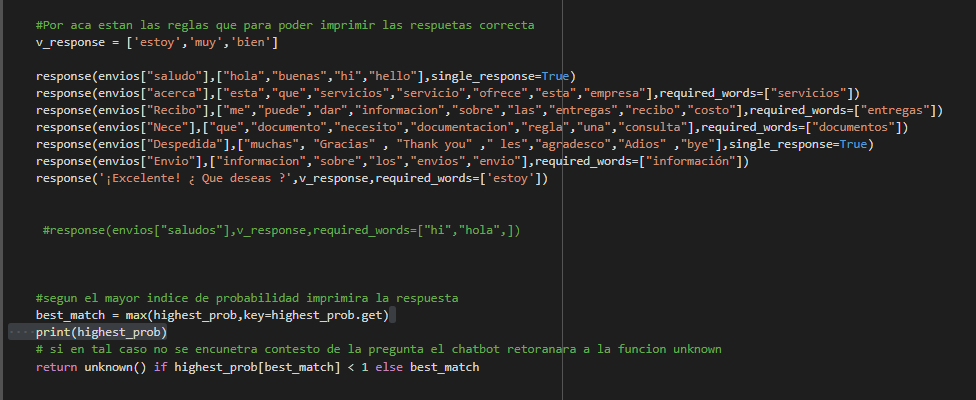 #Por aca estan las reglas que para poder imprimir las respuetas correcta
v_response = ['estoy','muy','bien']
response(envios["saludo"],["hola","buenas","hi","hello"],single_response=True)
response(envios["acerca"],["esta","que","servicios","servicio","ofrece","esta","empresa"],required_words=["servicios"])
response(envios["Recibo"],["me","puede","dar","informacion","sobre","las","entregas","recibo","costo"],required_words=["entregas"])
response(envios["Nece"],["que","documento","necesito","documentacion","regla","una","consulta"],required_words=["documentos"])
response(envios["Despedida"],["muchas", "Gracias" , "Thank you" ," les","agradesco","Adios" ,"bye"],single_response=True)
response(envios["Envio"],["informacion","sobre","los","envios","envio"],required_words=["información"])
response('¡Excelente! ¿ Que deseas ?',v_response,required_words=['estoy'])
#response(envios["saludos"],v_response,required_words=["hi","hola",])
#segun el mayor indice de probabilidad imprimira la respuesta
best_match = max(highest_prob,key=highest_prob.get)
print(highest_prob)
# si en tal caso no se encunetra contesto de la pregunta el chatbot retoranara a la funcion unknown
return unknown() if highest_prob[best_match] < 1 else best_match